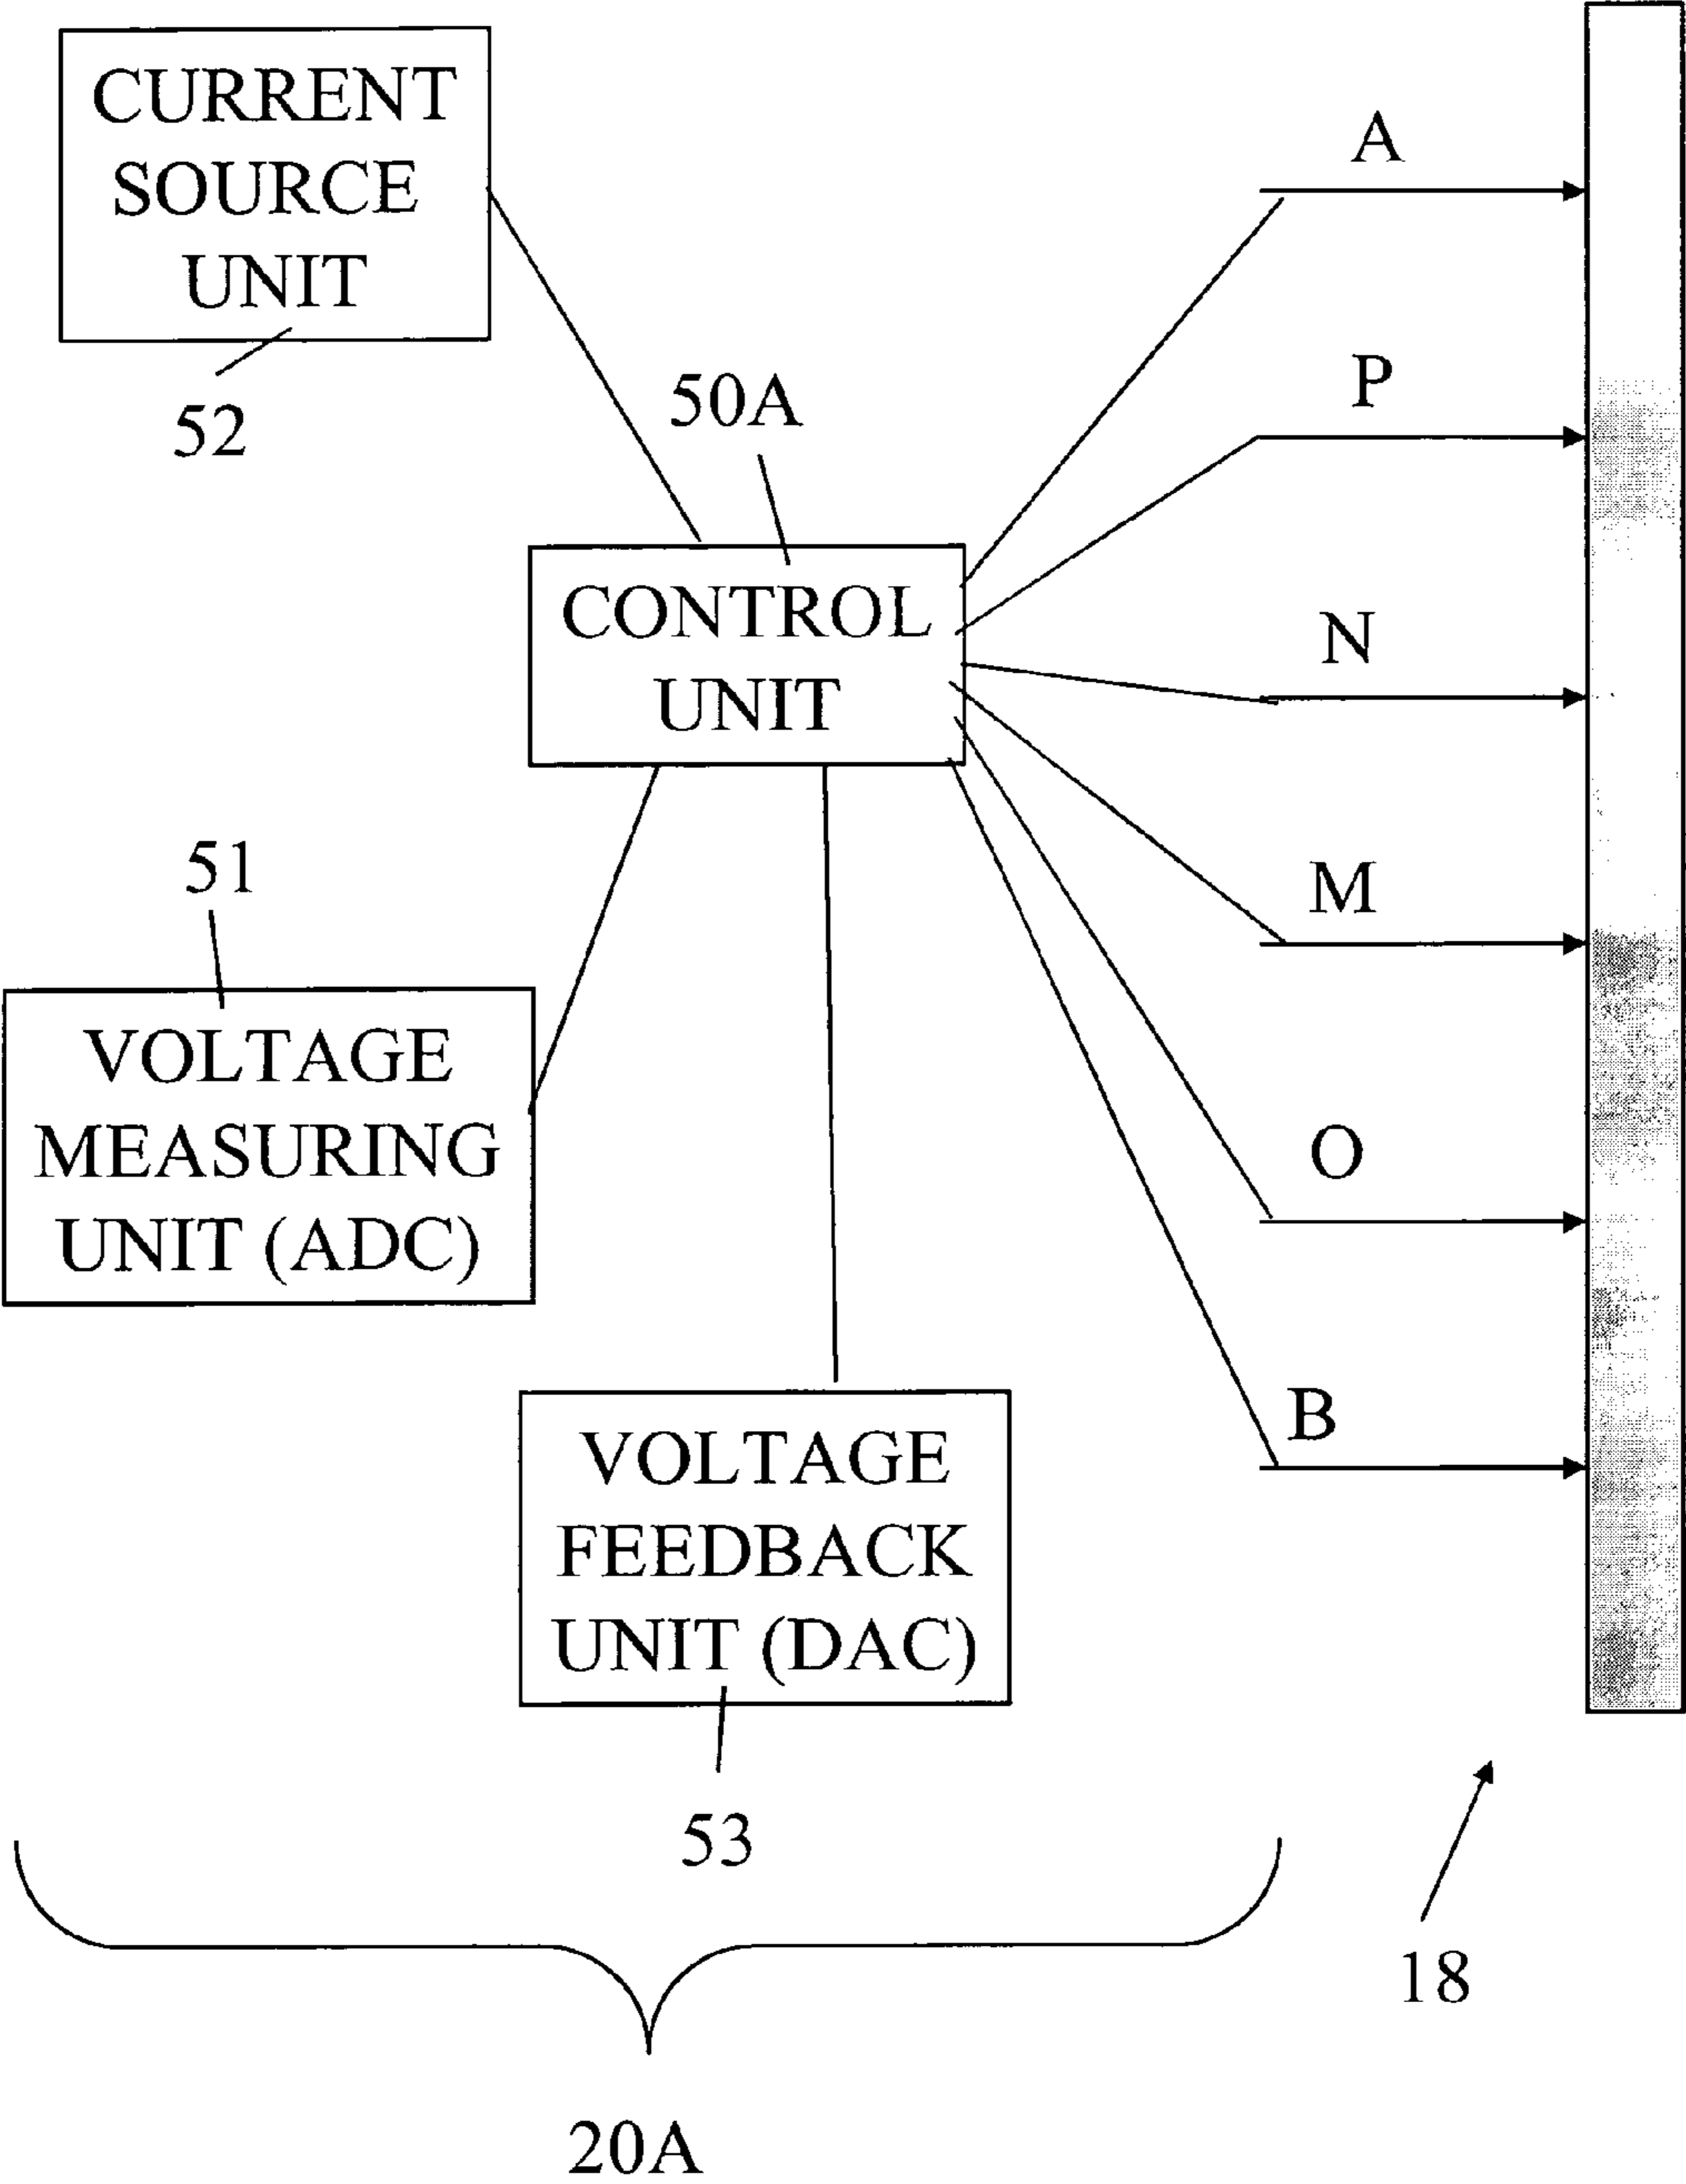 CURRENT
SOURCE
UNIT
52
50A
CONTROL
UNIT
51
VOLTAGE
MEASURING
UNIT (ADC)
VOLTAGE
FEEDBACK
UNIT (DAC)
53
A
P
N
M
O
B
18
20A